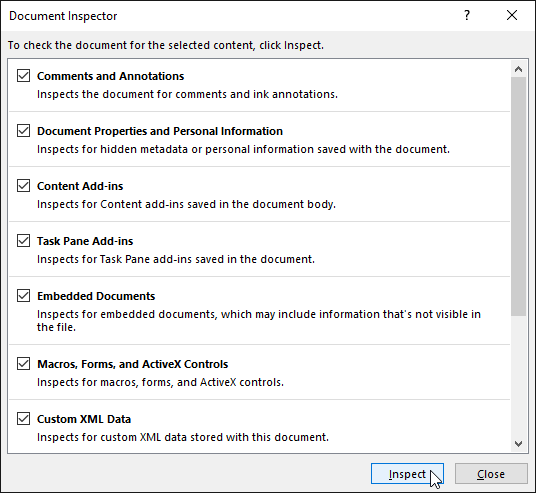 Document Inspector
?
To check the document for the selected content, click Inspect.
Comments and Annotations
Inspects the document for comments and ink annotations.
Document Properties and Personal Information
Inspects for hidden metadata or personal information saved with the document.
Content Add-ins
Inspects for Content add-ins saved in the document body.
Task Pane Add-ins
Inspects for Task Pane add-ins saved in the document.
Embedded Documents
Inspects for embedded documents, which may include information that's not visible in
the file.
Macros, Forms, and ActiveX Controls
Inspects for macros, forms, and ActiveX controls.
Custom XML Data
Inspects for custom XML data stored with this document.
Inspect Close